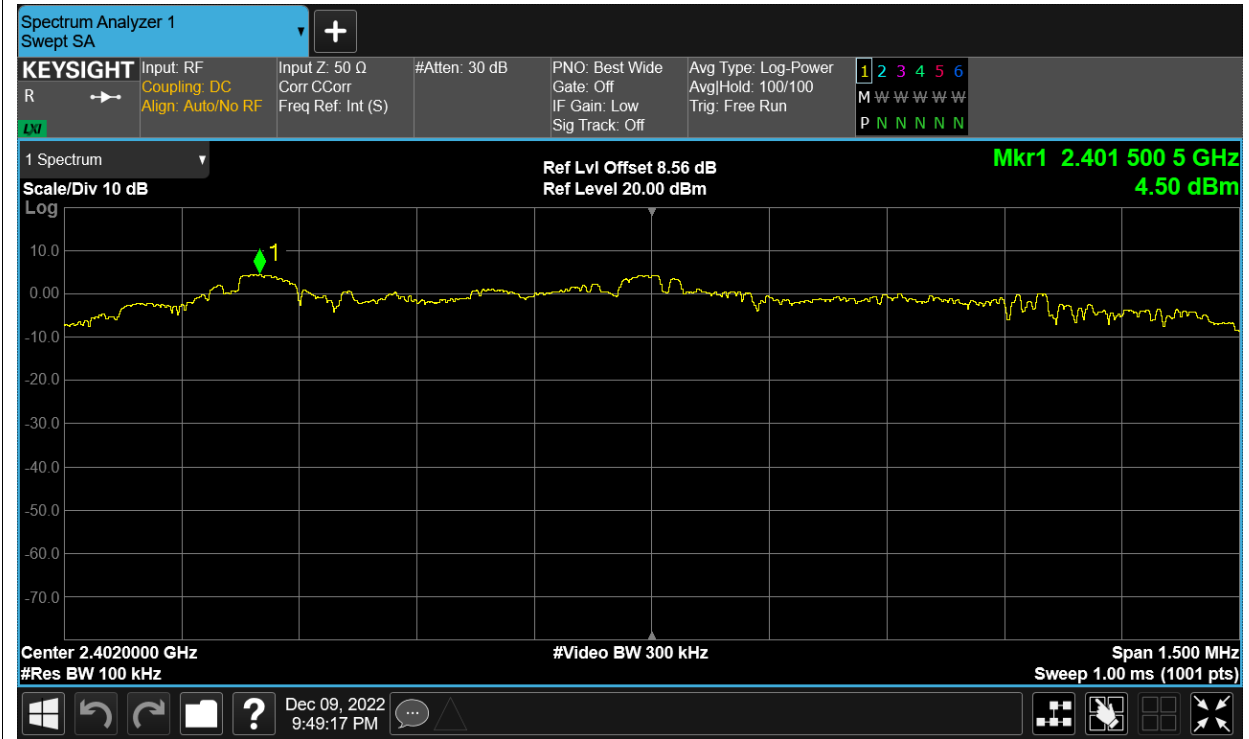 Spectrum Analyzer 1
Swept SA
KEYSIGHT
R
LXI
Input: RF
Coupling: DC
Align: Auto/No RF
Input Z: 50 Ω
Corr CCorr
Freq Ref: Int (S)
#Atten: 30 dB
PNO: Best Wide
Gate: Off
IF Gain: Low
Sig Track: Off
Avg Type: Log-Power
Avg|Hold: 100/100
Trig: Free Run
1 2 3 4 5 6
M W W W W W
P N N N N N
1 Spectrum
Scale/Div 10 dB
Ref Lvl Offset 8.56 dB
Ref Level 20.00 dBm
Mkr1 2.401 500 5 GHz
4.50 dBm
Log
10.0
0.00
-10.0
-20.0
-30.0
-40.0
-50.0
-60.0
-70.0
1
Center 2.4020000 GHz
#Res BW 100 kHz
#Video BW 300 kHz
Span 1.500 MHz
Sweep 1.00 ms (1001 pts)
?
Dec 09, 2022
9:49:17 PM